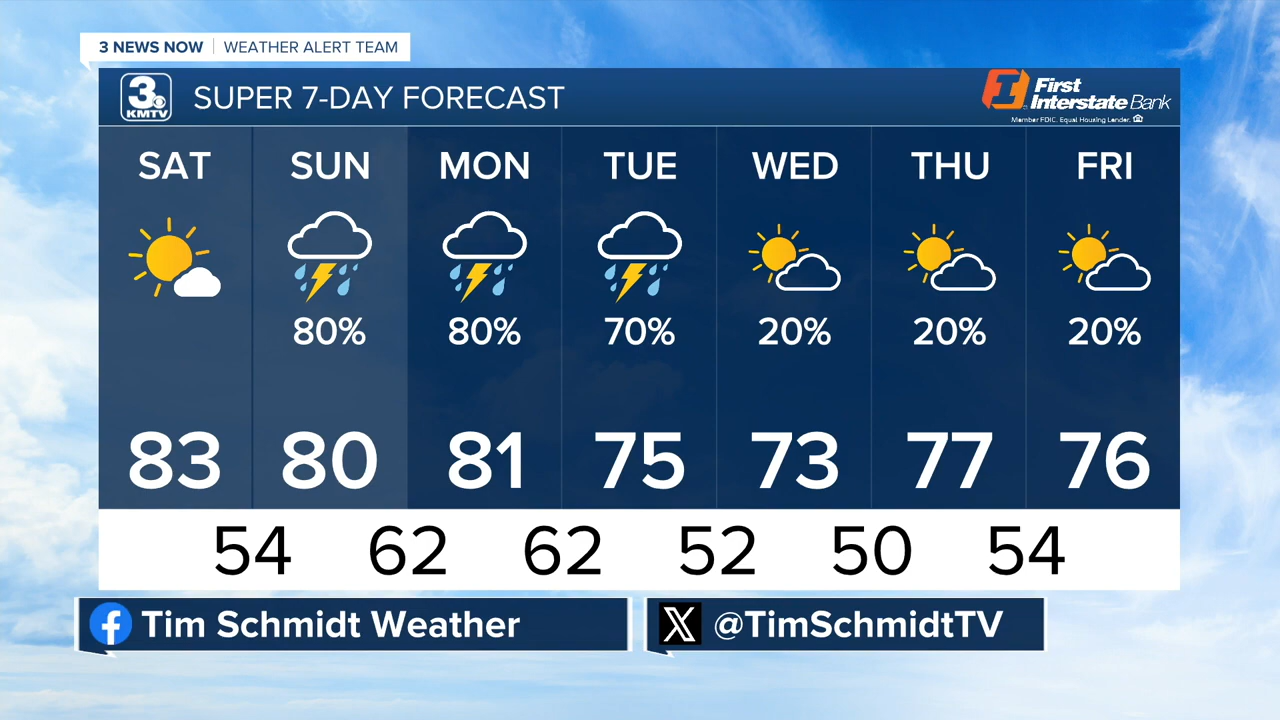 3 NEWS NOW | WEATHER ALERT TEAM
3 KMTV SUPER 7-DAY FORECAST
First
Interstate Bank
Member FDIC. Equal Housing Lender.
SAT SUN MON TUE WED THU FRI
80% 80% 70% 20% 20% 20%
83 80 81 75 73 77 76
54 62 62 52 50 54
Tim Schmidt Weather
@TimSchmidtTV